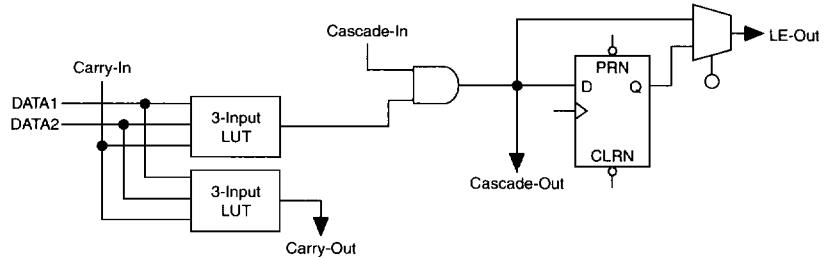 Cascade-In
LE-Out
Carry-In
PRN
D
Q
DATA1
DATA2
3-Input
LUT
CLRN
Cascade-Out
3-Input
LUT
Carry-Out